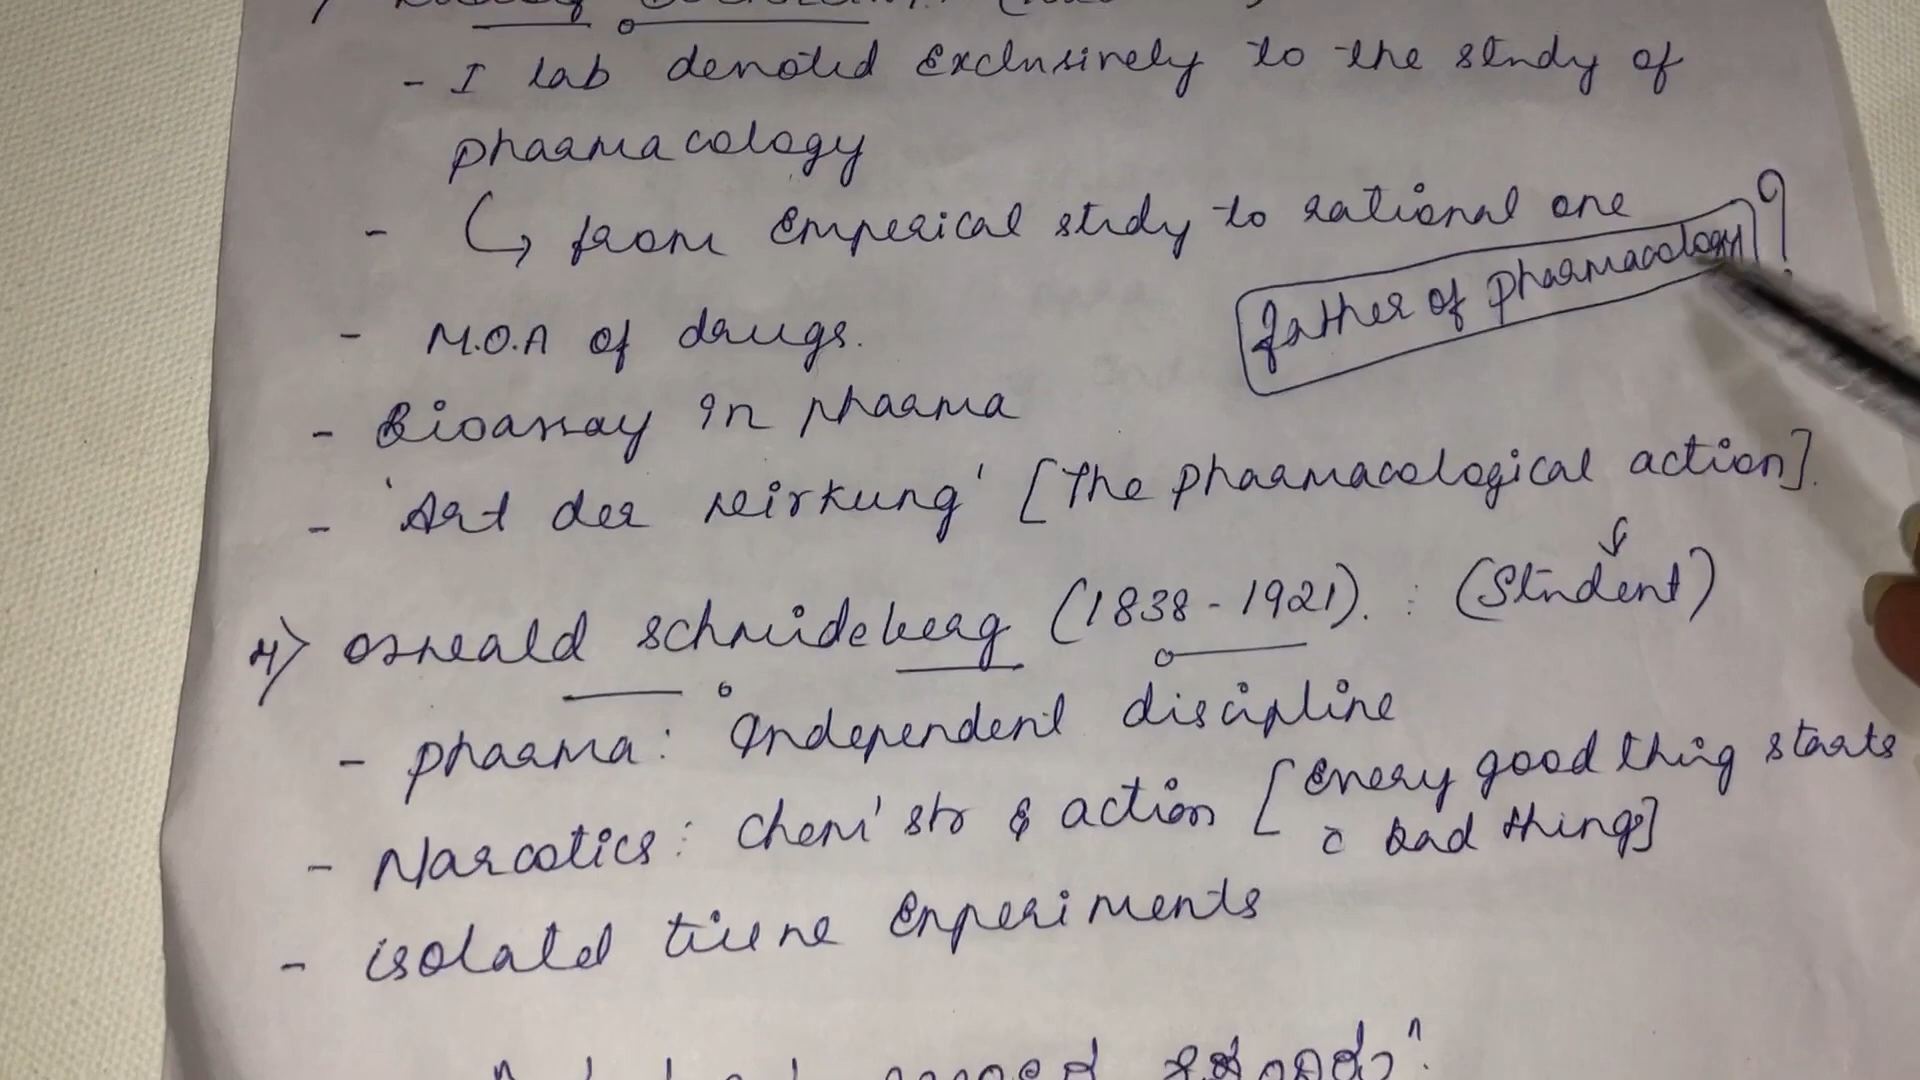 - I lab devoted Exclusively to the study of
pharmacology
- ↳ from Emperical study to rational one
father of pharmacology ?
- M.O.A of drugs.
- Bioassay In pharma
- 'Art der weirkung' [The pharmacological action].
4) Osweald schmideberg (1838-1921). : (Student)
- pharma: Independent discipline
- Narcotics: chem' str & action [Every good thing starts
c bad things]
- isolated tissue Experiments